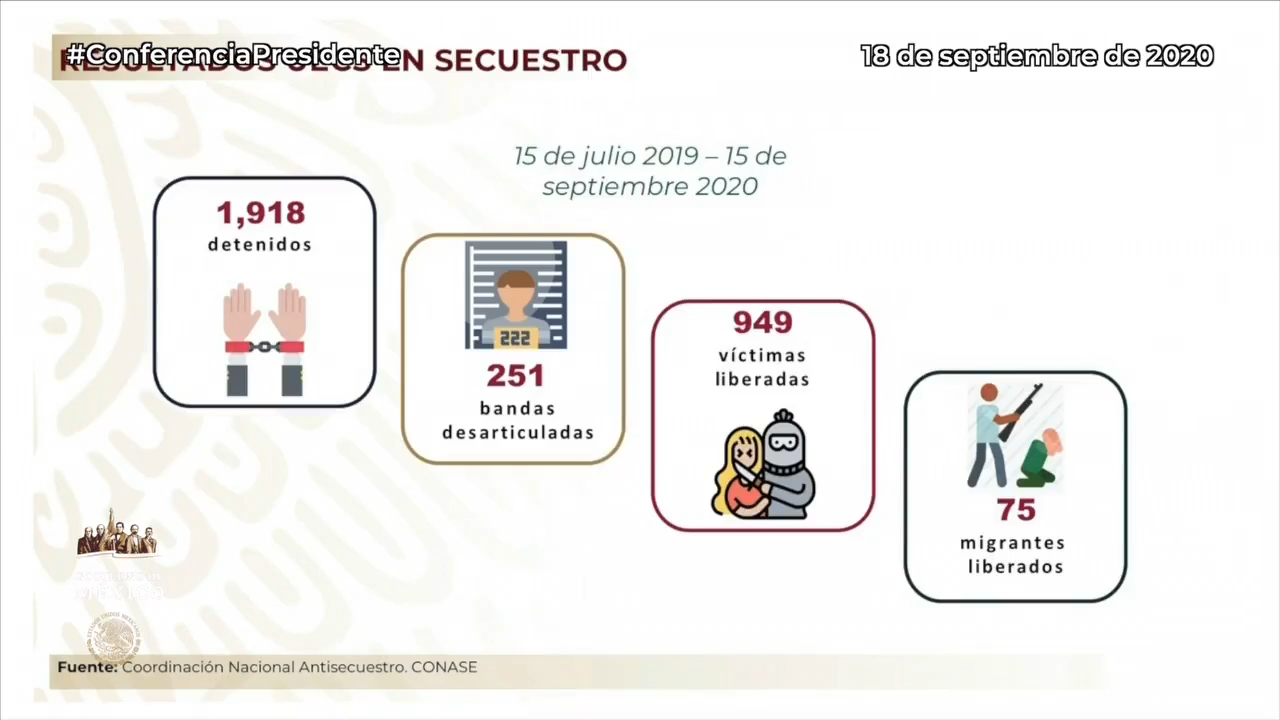 #ConferenciaPresidente
EN SECUESTRO
18 de septiembre de 2020
15 de julio 2019 – 15 de
septiembre 2020
1,918
detenidos
222
251
bandas
desarticuladas
949
víctimas
liberadas
75
migrantes
liberados
MÉXICO
Fuente: Coordinación Nacional Antisecuestro. CONASE